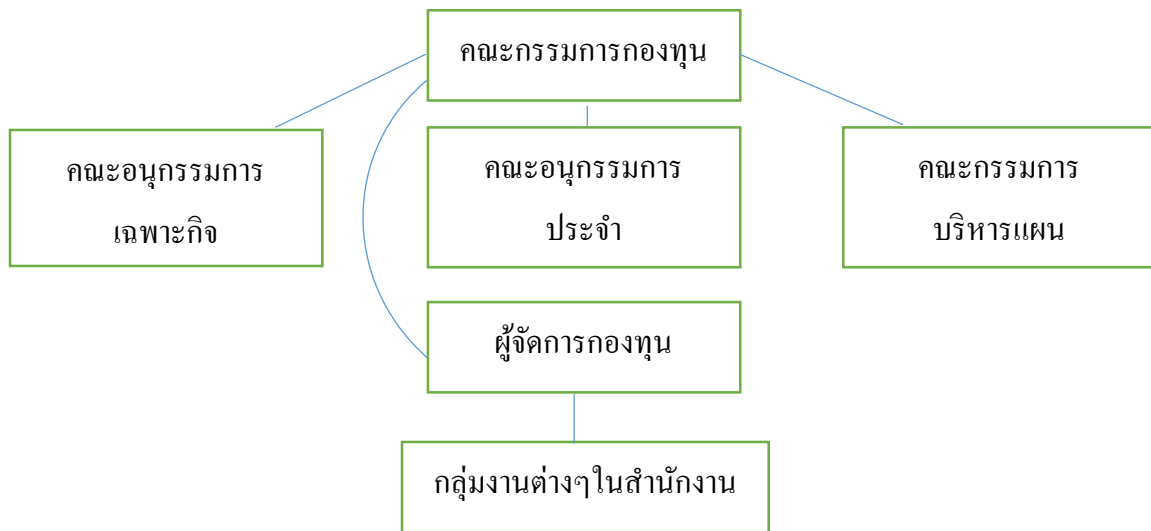 คณะกรรมการกองทุน
คณะอนุกรรมการ
เฉพาะกิจ
คณะอนุกรรมการ
ประจำ
คณะกรรมการ
บริหารแผน
ผู้จัดการกองทุน
กลุ่มงานต่างๆในสำนักงาน